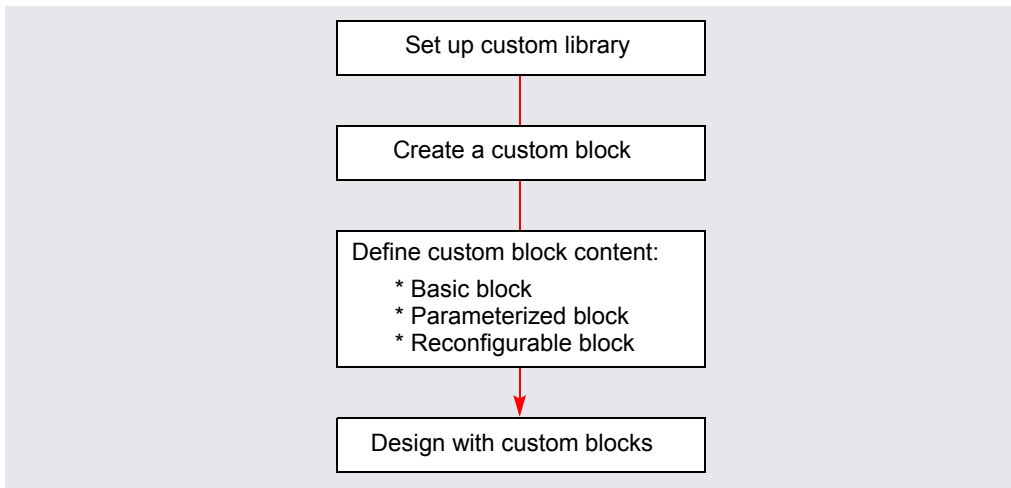 Set up custom library
Create a custom block
Define custom block content:
* Basic block
* Parameterized block
* Reconfigurable block
Design with custom blocks